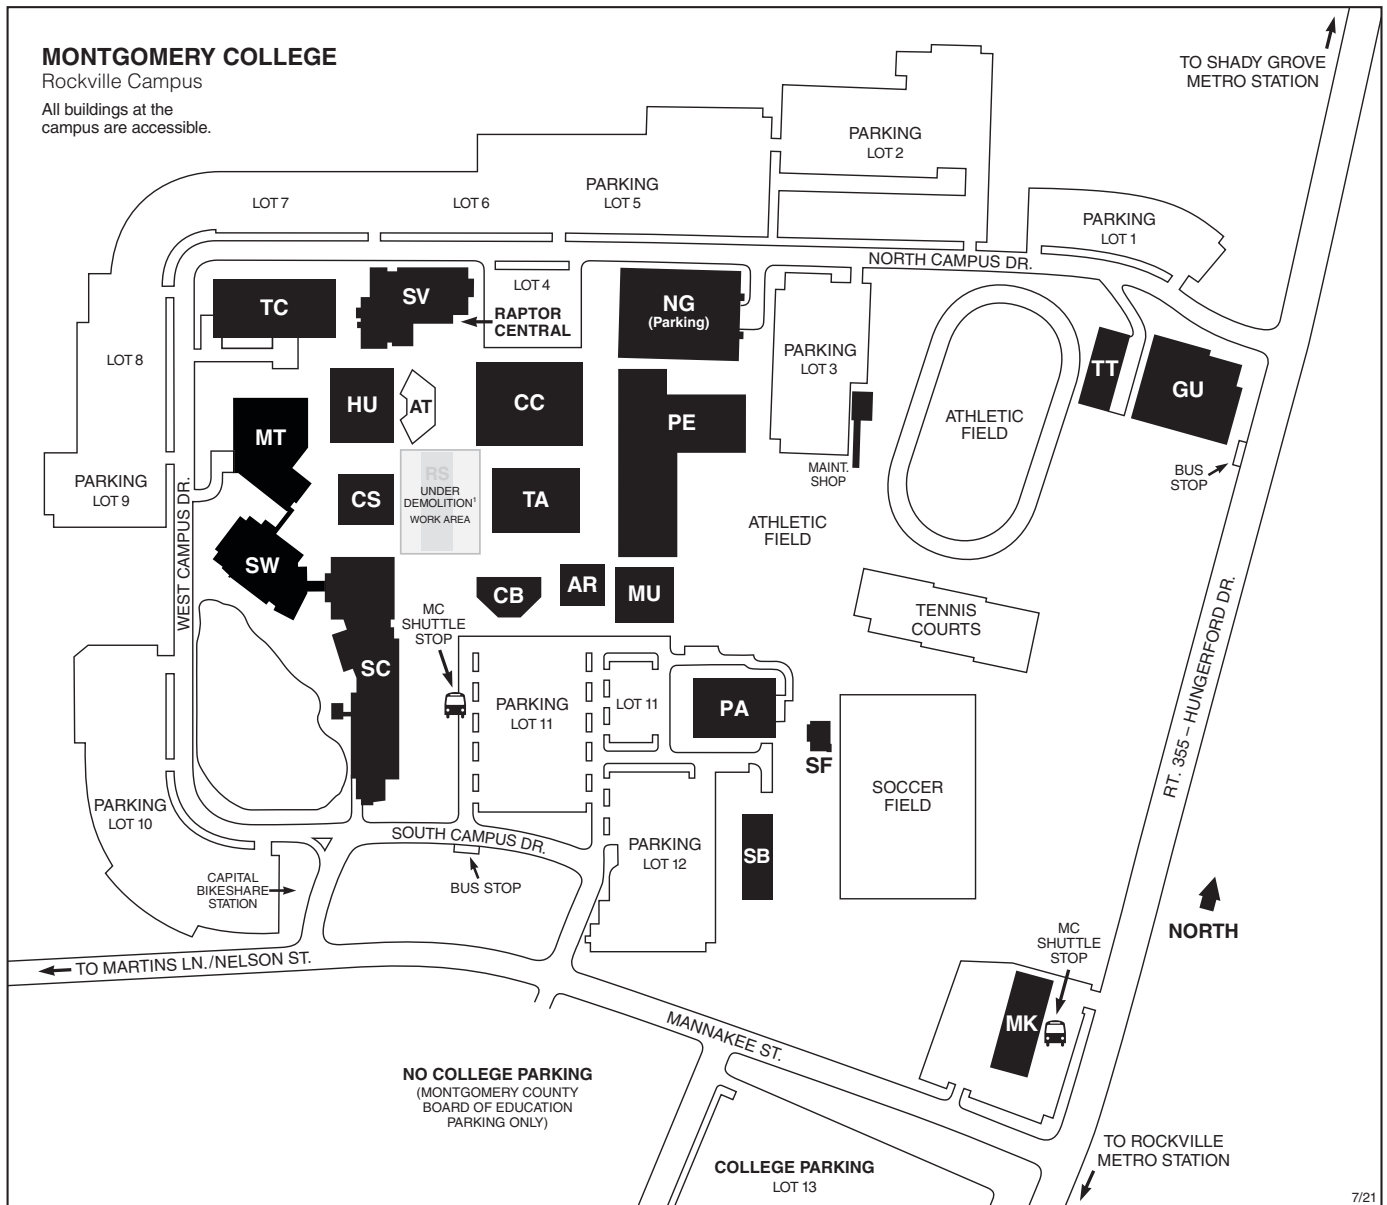 MONTGOMERY COLLEGE
Rockville Campus
All buildings at the
campus are accessible.
TO SHADY GROVE
METRO STATION
PARKING
LOT 2
PARKING
LOT 5
LOT 6
LOT 7
PARKING
LOT 1
NORTH CAMPUS DR.
TC
SV
LOT 4
RAPTOR
CENTRAL
NG
(Parking)
PARKING
LOT 3
LOT 8
TT
GU
HU
AT
CC
PE
ATHLETIC
FIELD
MT
MAINT.
SHOP
BUS
STOP
PARKING
LOT 9
CS
RS
UNDER
DEMOLITION¹
WORK AREA
TA
ATHLETIC
FIELD
WEST CAMPUS DR.
SW
CB
AR
MU
MC
SHUTTLE
STOP
TENNIS
COURTS
RT. 355 – HUNGERFORD DR.
SC
PARKING
LOT 11
LOT 11
PA
SF
SOCCER
FIELD
PARKING
LOT 10
SOUTH CAMPUS DR.
PARKING
LOT 12
SB
CAPITAL
BIKESHARE
STATION
BUS STOP
NORTH
MC
SHUTTLE
STOP
TO MARTINS LN./NELSON ST.
MK
MANNAKEE ST.
NO COLLEGE PARKING
(MONTGOMERY COUNTY
BOARD OF EDUCATION
PARKING ONLY)
COLLEGE PARKING
LOT 13
TO ROCKVILLE
METRO STATION
7/21